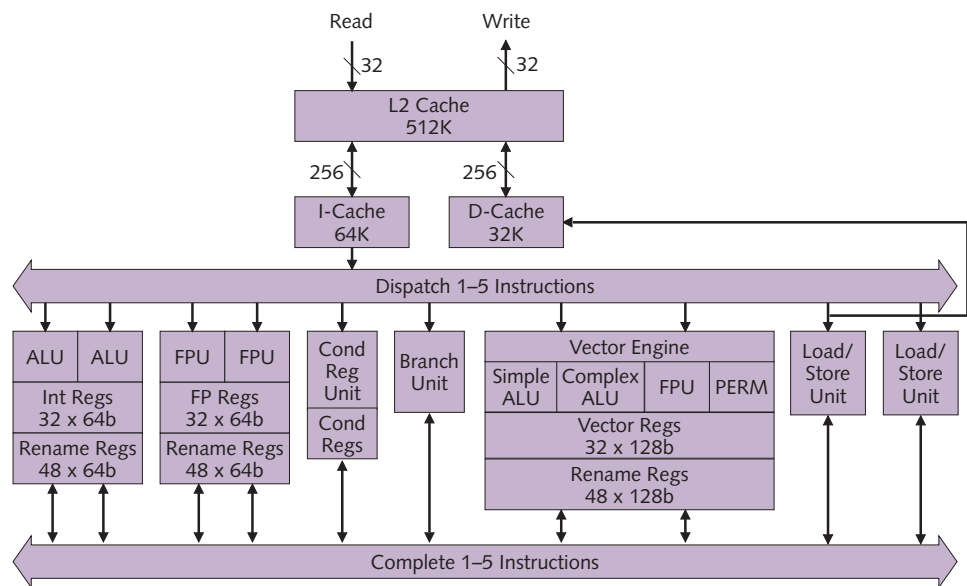 Read
Write
32
32
L2 Cache
512K
256
256
I-Cache
64K
D-Cache
32K
Dispatch 1–5 Instructions
ALU
ALU
Int Regs
32 x 64b
Rename Regs
48 x 64b
FPU
FPU
FP Regs
32 x 64b
Rename Regs
48 x 64b
Cond
Reg
Unit
Cond
Regs
Branch
Unit
Vector Engine
Simple
ALU
Complex
ALU
FPU
PERM
Vector Regs
32 x 128b
Rename Regs
48 x 128b
Load/
Store
Unit
Load/
Store
Unit
Complete 1–5 Instructions